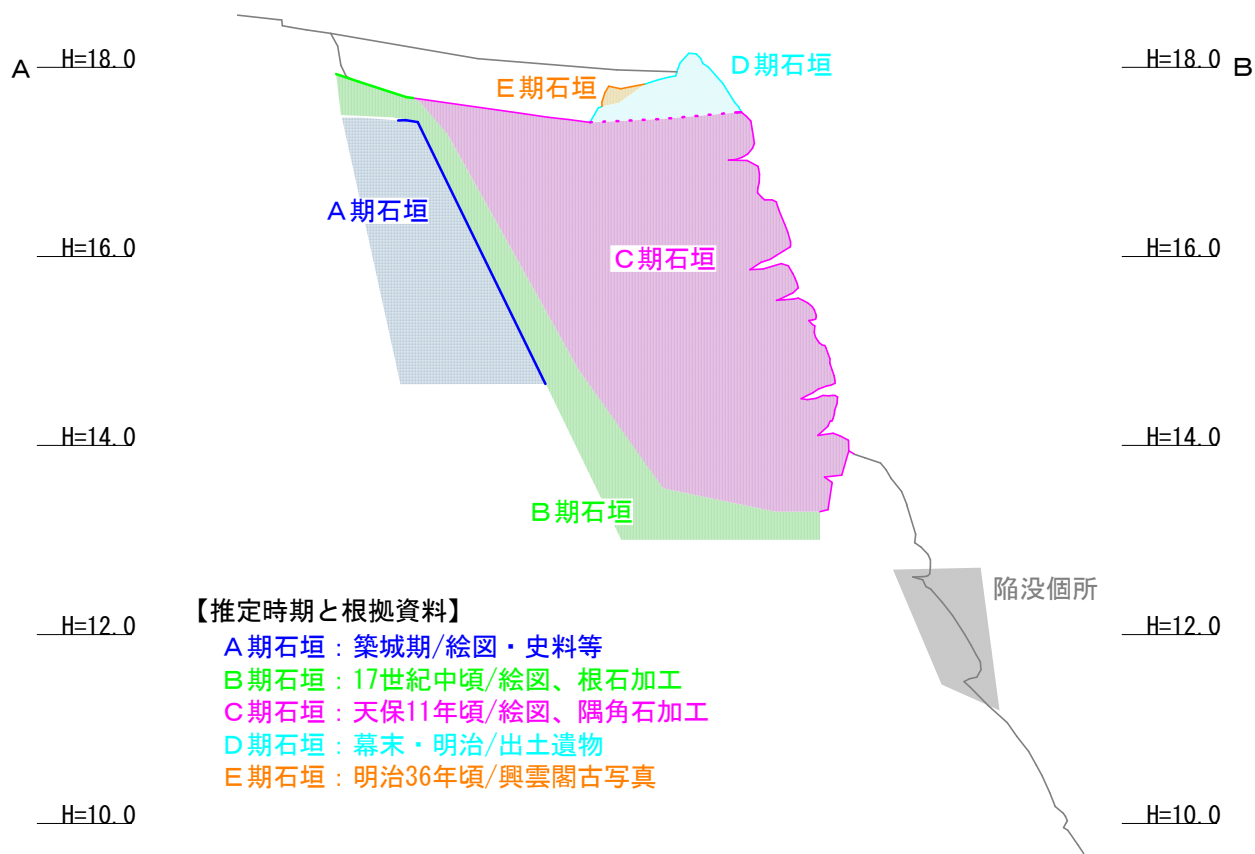 A
H=18.0
H=18.0
B
D期石垣
E期石垣
A期石垣
H=16.0
C期石垣
H=16.0
H=14.0
H=14.0
B期石垣
陥没個所
【推定時期と根拠資料】
H=12.0
H=12.0
A期石垣：築城期/絵図・史料等
B期石垣：17世紀中頃/絵図、根石加工
C期石垣：天保11年頃/絵図、隅角石加工
D期石垣：幕末・明治/出土遺物
E期石垣：明治36年頃/興雲閣古写真
H=10.0
H=10.0